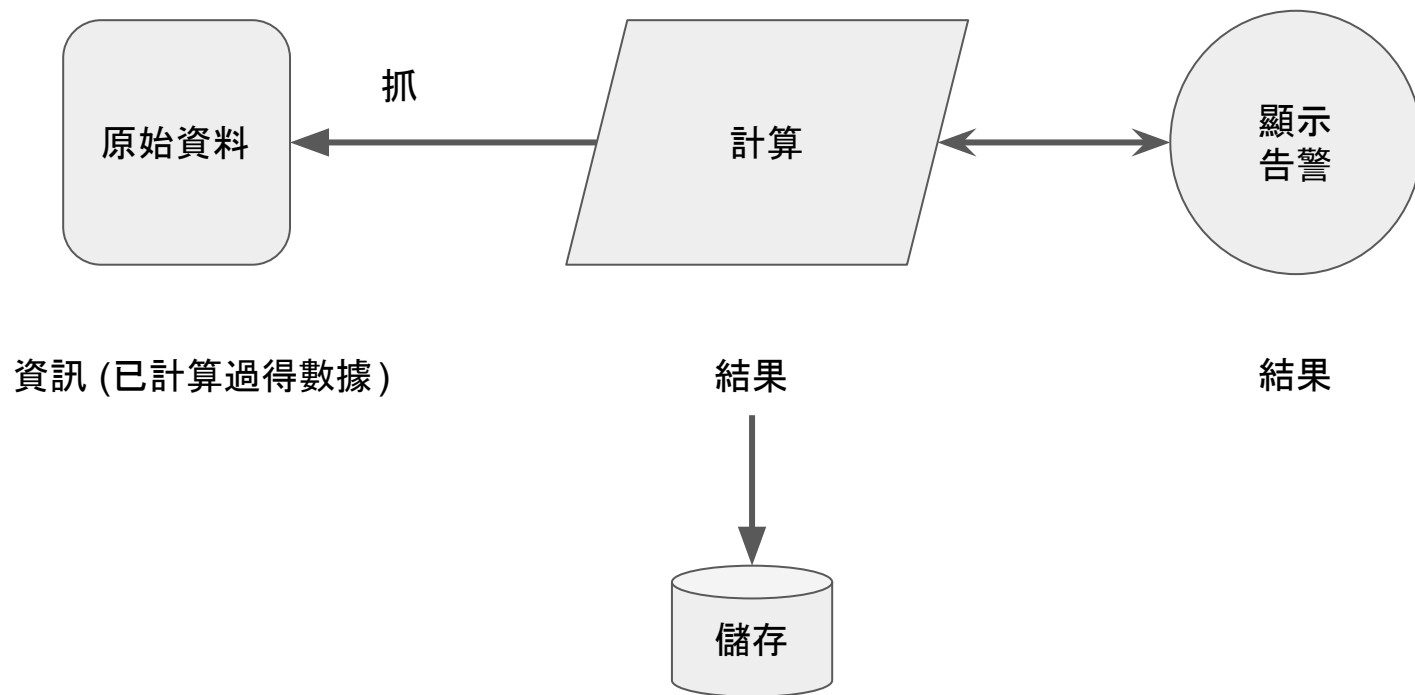 抓
原始資料
計算
顯示
告警
資訊 (已計算過得數據)
結果
結果
儲存